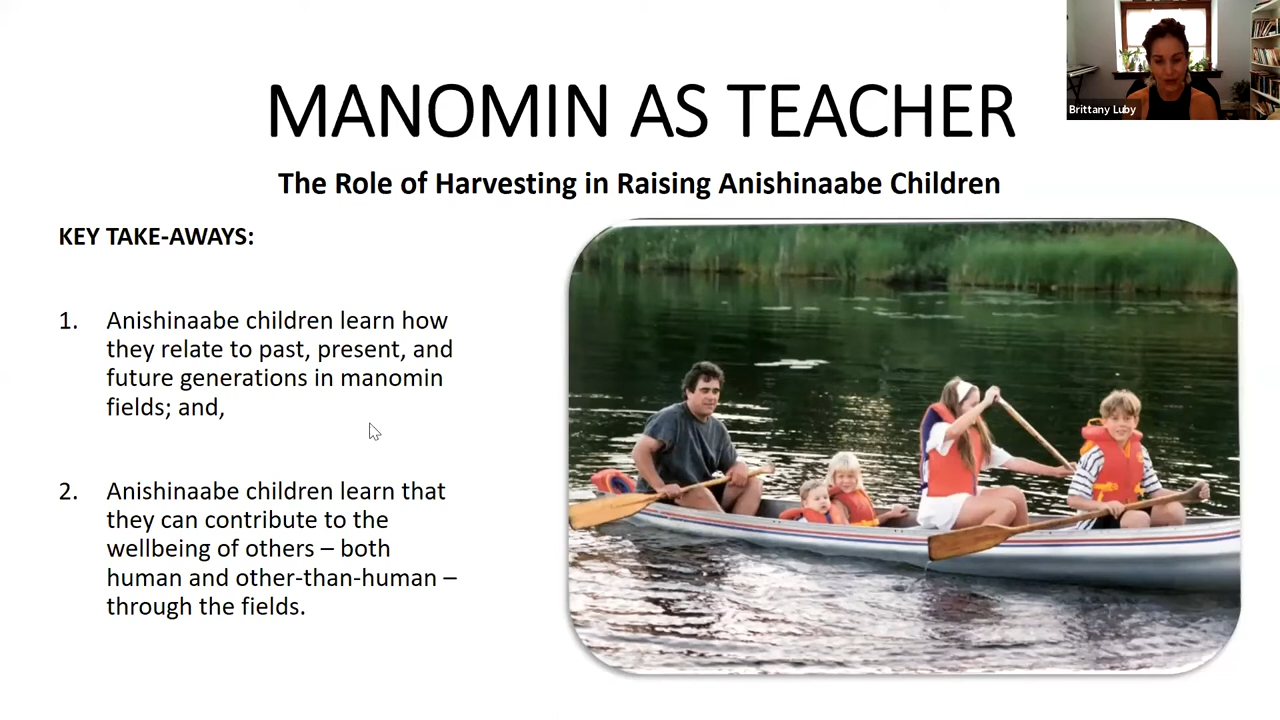 MANOMIN AS TEACHER
Brittany Luby
The Role of Harvesting in Raising Anishinaabe Children
KEY TAKE-AWAYS:
1. Anishinaabe children learn how
they relate to past, present, and
future generations in manomin
fields; and,
2. Anishinaabe children learn that
they can contribute to the
wellbeing of others – both
human and other-than-human –
through the fields.